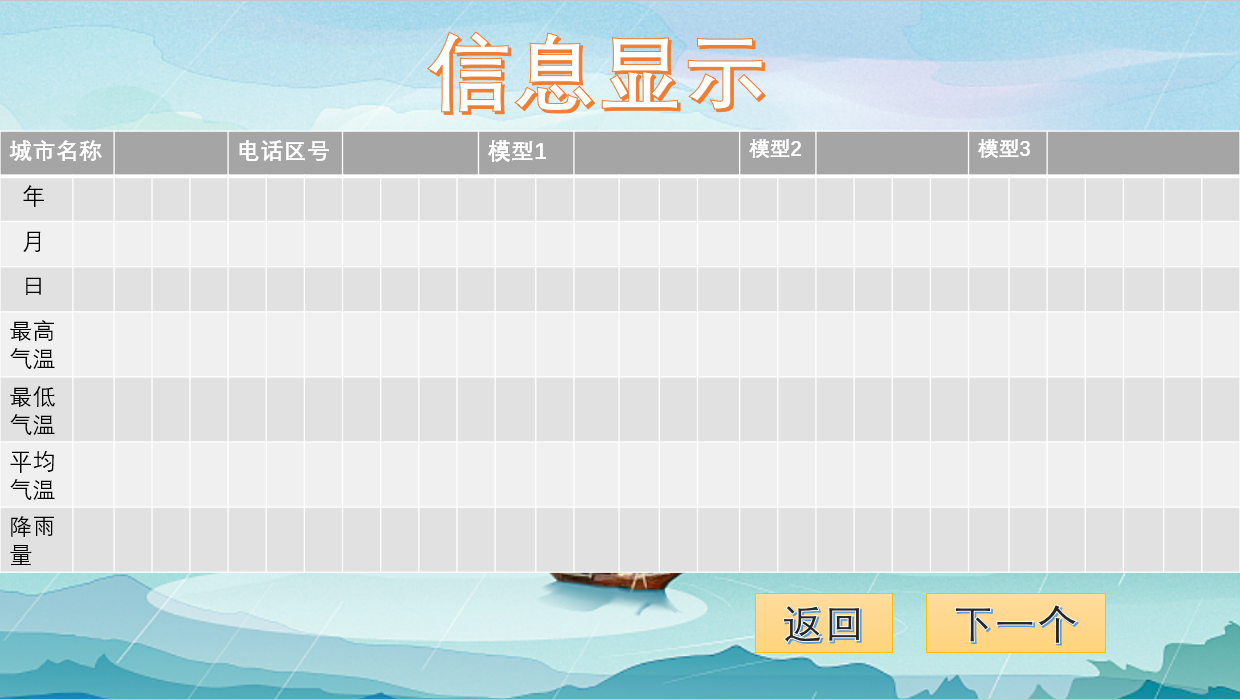 信息显示
城市名称 电话区号 模型1 模型2 模型3
年
月
日
最高
气温
最低
气温
平均
气温
降雨
量
返回 下一个